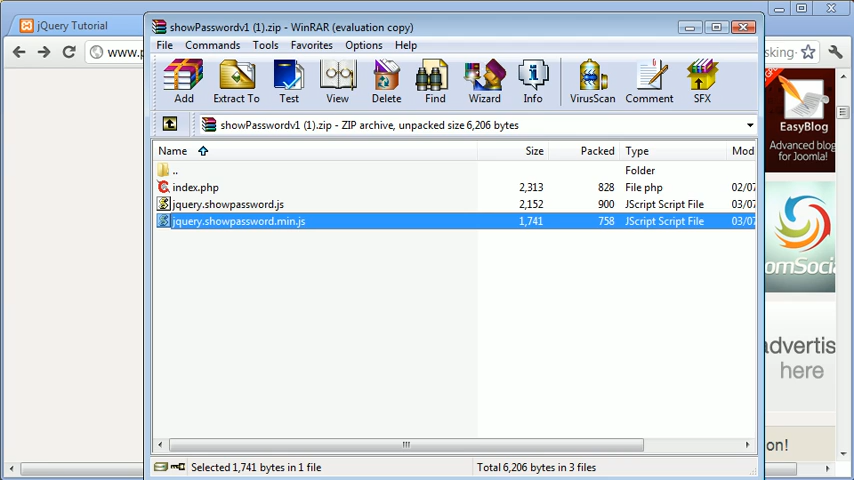 jQuery Tutorial
showPasswordv1 (1).zip - WinRAR (evaluation copy)
File Commands Tools Favorites Options Help
www.p
sking-
Add Extract To Test View Delete Find Wizard Info VirusScan Comment SFX
showPasswordv1 (1).zip - ZIP archive, unpacked size 6,206 bytes
Name Size Packed Type Mod
.. Folder
index.php 2,313 828 File php 02/07
jquery.showpassword.js 2,152 900 JScript Script File 03/07
jquery.showpassword.min.js 1,741 758 JScript Script File 03/07
EasyBlog
Advanced blog
for Joomla!
omSocia
advertis
here
on!
Selected 1,741 bytes in 1 file Total 6,206 bytes in 3 files